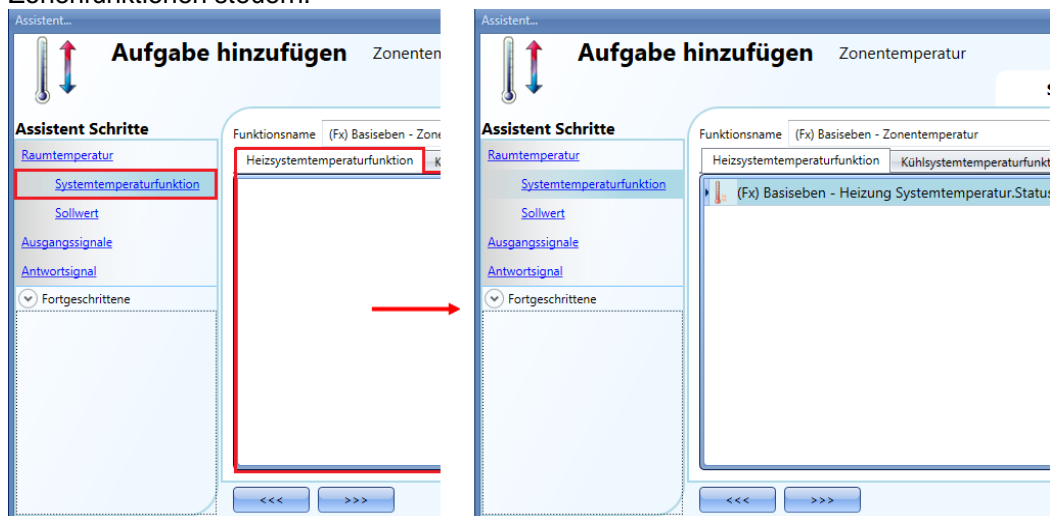 Zonenfunktionen steuern.
Assistent...
Aufgabe hinzufügen Zonentem
Assistent Schritte
Raumtemperatur
Systemtemperaturfunktion
Sollwert
Ausgangssignale
Antwortsignal
Fortgeschrittene
Funktionsname (Fx) Basiseben - Zone
Heizsystemtemperaturfunktion K
<<< >>>
Assistent...
Aufgabe hinzufügen Zonentemperatur
S
Assistent Schritte
Raumtemperatur
Systemtemperaturfunktion
Sollwert
Ausgangssignale
Antwortsignal
Fortgeschrittene
Funktionsname (Fx) Basiseben - Zonentemperatur
Heizsystemtemperaturfunktion Kühlsystemtemperaturfunkt
(Fx) Basiseben - Heizung Systemtemperatur.Status
<<< >>>